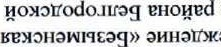 ждение «Безыменская
района Белгородской